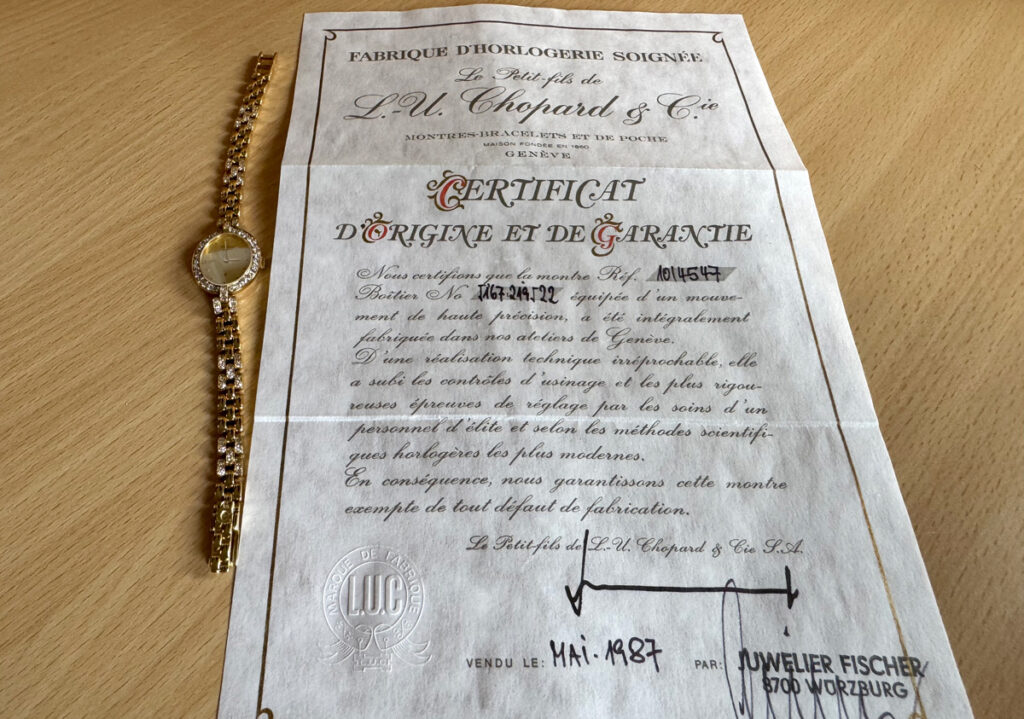 FABRIQUE D'HORLOGERIE SOIGNÉE
Le Petit-fils de
L.-U. Chopard & C.ie
MONTRES-BRACELETS ET DE POCHE
MAISON FONDÉE EN 1860
GENÈVE
CERTIFICAT
D'ORIGINE ET DE GARANTIE
Nous certifions que la montre Réf. 10/4547
Boîtier No équipée d'un mouve-
ment de haute précision, a été intégralement
fabriquée dans nos ateliers de Genève.
D'une réalisation technique irréprochable, elle
a subi les contrôles d'usinage et les plus rigou-
reuses épreuves de réglage par les soins d'un
personnel d'élite et selon les méthodes scientifi-
ques horlogères les plus modernes.
En conséquence, nous garantissons cette montre
exempte de tout défaut de fabrication.
Le Petit-fils de L.-U. Chopard & Cie S.A.
MARQUE DE FABRIQUE
L.U.C
VENDU LE: MAI. 1987 PAR: JUWELIER FISCHER
8700 WÜRZBURG